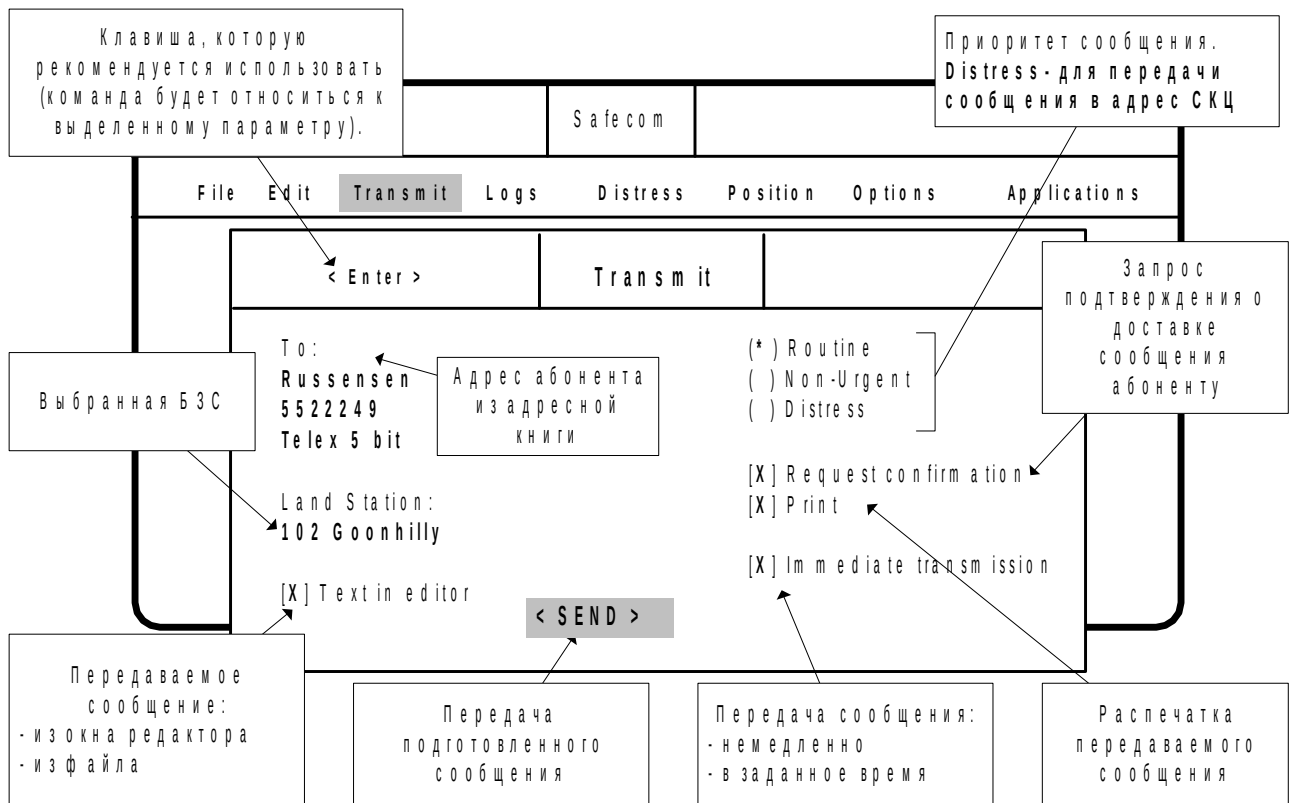 Клавиша, которую
рекомендуется использовать
(команда будет относиться к
выделенному параметру).
Safecom
Приоритет сообщения.
Distress - для передачи
сообщения в адрес СКЦ
File Edit Transmit Logs Distress Position Options Applications
< Enter >
Transmit
Запрос
подтверждения о
доставке
сообщения
абоненту
Выбранная БЗС
To:
Russensen
5522249
Telex 5 bit
Адрес абонента
из адресной
книги
(*) Routine
( ) Non-Urgent
( ) Distress
Land Station:
102 Goonhilly
[X] Request confirmation
[X] Print
[X] Immediate transmission
[X] Text in editor
< SEND >
Передаваемое
сообщение:
- из окна редактора
- из файла
Передача
подготовленного
сообщения
Передача сообщения:
- немедленно
- в заданное время
Распечатка
передаваемого
сообщения